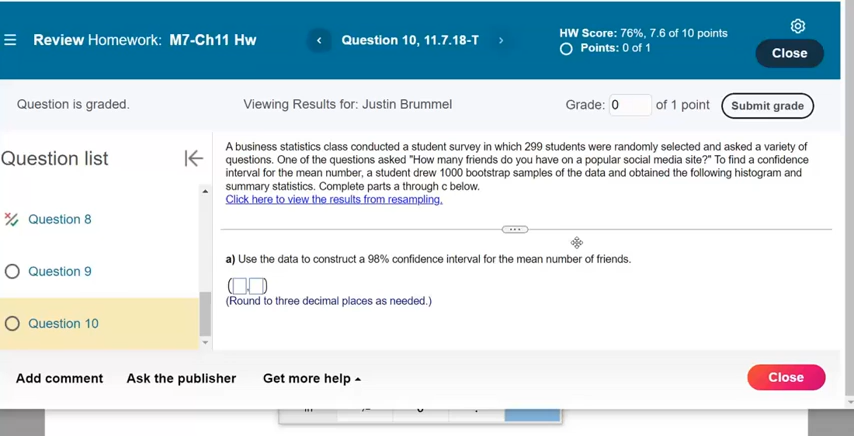 Review Homework: M7-Ch11 Hw
Question 10, 11.7.18-T
HW Score: 76%, 7.6 of 10 points
Points: 0 of 1
Close
Question is graded.
Viewing Results for: Justin Brummel
Grade: 0 of 1 point
Submit grade
Question list
Question 8
Question 9
Question 10
A business statistics class conducted a student survey in which 299 students were randomly selected and asked a variety of
questions. One of the questions asked "How many friends do you have on a popular social media site?" To find a confidence
interval for the mean number, a student drew 1000 bootstrap samples of the data and obtained the following histogram and
summary statistics. Complete parts a through c below.
Click here to view the results from resampling.
a) Use the data to construct a 98% confidence interval for the mean number of friends.
( , )
(Round to three decimal places as needed.)
Add comment
Ask the publisher
Get more help
Close